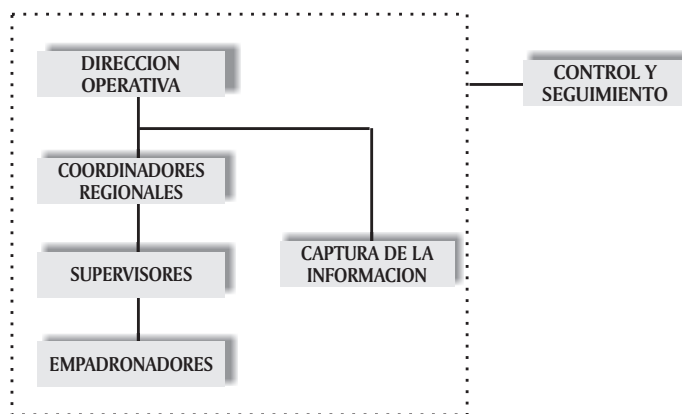 DIRECCION
OPERATIVA
CONTROL Y
SEGUIMIENTO
COORDINADORES
REGIONALES
SUPERVISORES
CAPTURA DE LA
INFORMACION
EMPADRONADORES